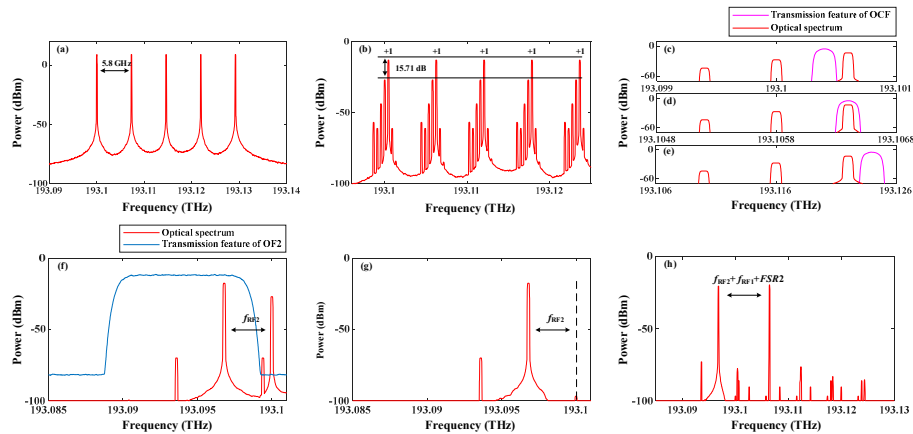 (a)
5.8 GHz
Power (dBm)
0
-50
-100
193.09
193.1
193.11
193.12
193.13
193.14
Frequency (THz)
(b)
+1
+1
+1
+1
+1
15.71 dB
Power (dBm)
0
-50
-100
193.1
193.11
193.12
Frequency (THz)
Transmission feature of OCF
Optical spectrum
(c)
0
-60
193.099
193.1
193.101
(d)
0
-60
193.1048
193.1058
193.1068
(e)
0
-60
193.106
193.116
193.126
Power (dBm)
Frequency (THz)
Optical spectrum
Transmission feature of OF2
(f)
fRF2
Power (dBm)
0
-50
-100
193.085
193.09
193.095
193.1
Frequency (THz)
(g)
fRF2
Power (dBm)
0
-50
-100
193.085
193.09
193.095
193.1
Frequency (THz)
(h)
fRF2+ fRF1+FSR2
Power (dBm)
0
-50
-100
193.09
193.1
193.11
193.12
193.13
Frequency (THz)